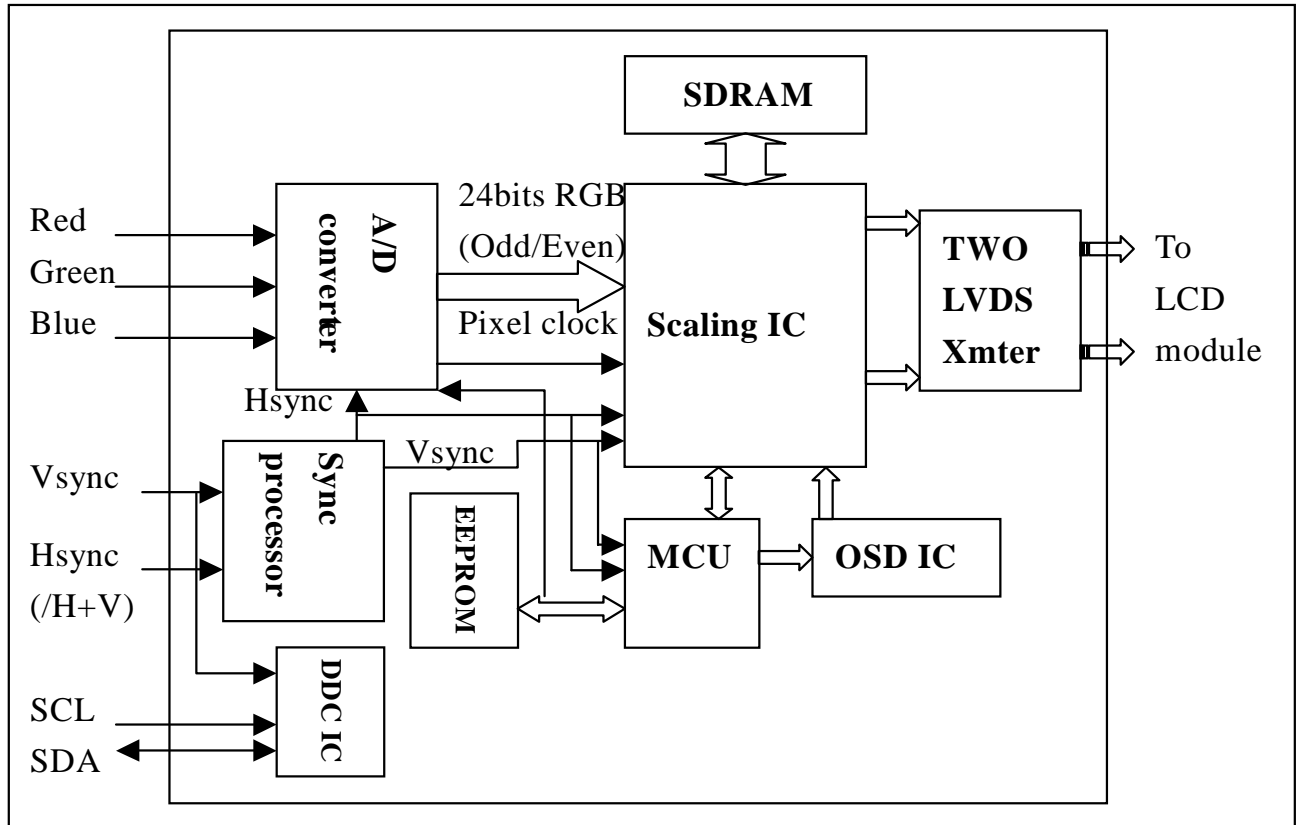 SDRAM
Red
Green
Blue
A/D
converter
24bits RGB
(Odd/Even)
Pixel clock
Scaling IC
TWO
LVDS
Xmter
To
LCD
module
Hsync
Vsync
Hsync
(/H+V)
Sync
processor
Vsync
EEPROM
MCU
OSD IC
SCL
SDA
DDC IC